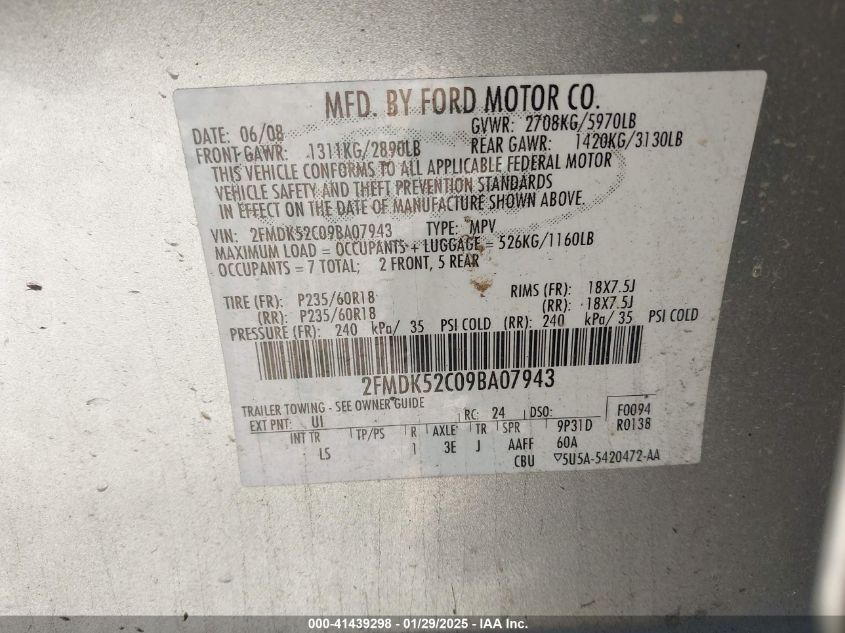 MFD. BY FORD MOTOR CO.
DATE: 06/08 GVWR: 2708KG/5970LB
FRONT GAWR: 1311KG/2890LB REAR GAWR: 1420KG/3130LB
THIS VEHICLE CONFORMS TO ALL APPLICABLE FEDERAL MOTOR
VEHICLE SAFETY AND THEFT PREVENTION STANDARDS
IN EFFECT ON THE DATE OF MANUFACTURE SHOWN ABOVE.
VIN: 2FMDK52C09BA07943 TYPE: MPV
MAXIMUM LOAD = OCCUPANTS + LUGGAGE = 526KG/1160LB
OCCUPANTS = 7 TOTAL; 2 FRONT, 5 REAR
TIRE (FR): P235/60R18 RIMS (FR): 18X7.5J
(RR): P235/60R18 (RR): 18X7.5J
PRESSURE (FR): 240 kPa/ 35 PSI COLD (RR): 240 kPa/ 35 PSI COLD
2FMDK52C09BA07943
TRAILER TOWING - SEE OWNER GUIDE
EXT PNT: UI RC: 24 DSO: F0094
INT TR TP/PS R AXLE TR SPR 9P31D R0138
LS 1 3E J AAFF 60A
CBU ▽5U5A-5420472-AA
000-41439298 - 01/29/2025 - IAA Inc.